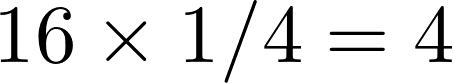 16 × 1/4 = 4